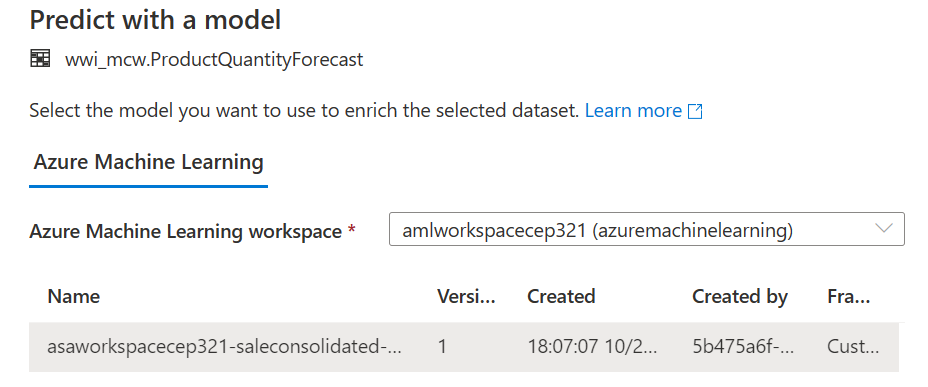 Predict with a model
wwi_mcw.ProductQuantityForecast
Select the model you want to use to enrich the selected dataset. Learn more
Azure Machine Learning
Azure Machine Learning workspace * amlworkspacecep321 (azuremachinelearning)
Name Versi... Created Created by Fra...
asaworkspacecep321-saleconsolidated-... 1 18:07:07 10/2... 5b475a6f-... Cust...